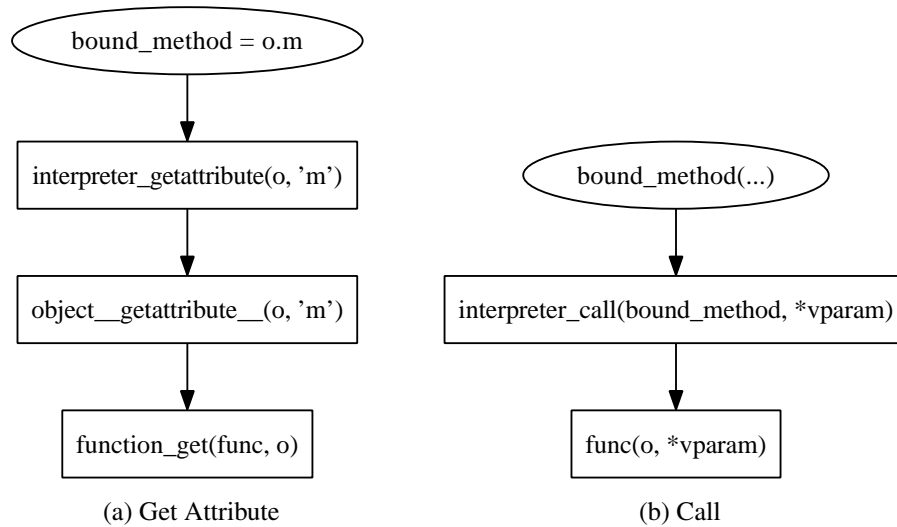 bound_method = o.m
interpreter_getattribute(o, ’m’)
object__getattribute__(o, ’m’)
function_get(func, o)
(a) Get Attribute
bound_method(...)
interpreter_call(bound_method, *vparam)
func(o, *vparam)
(b) Call